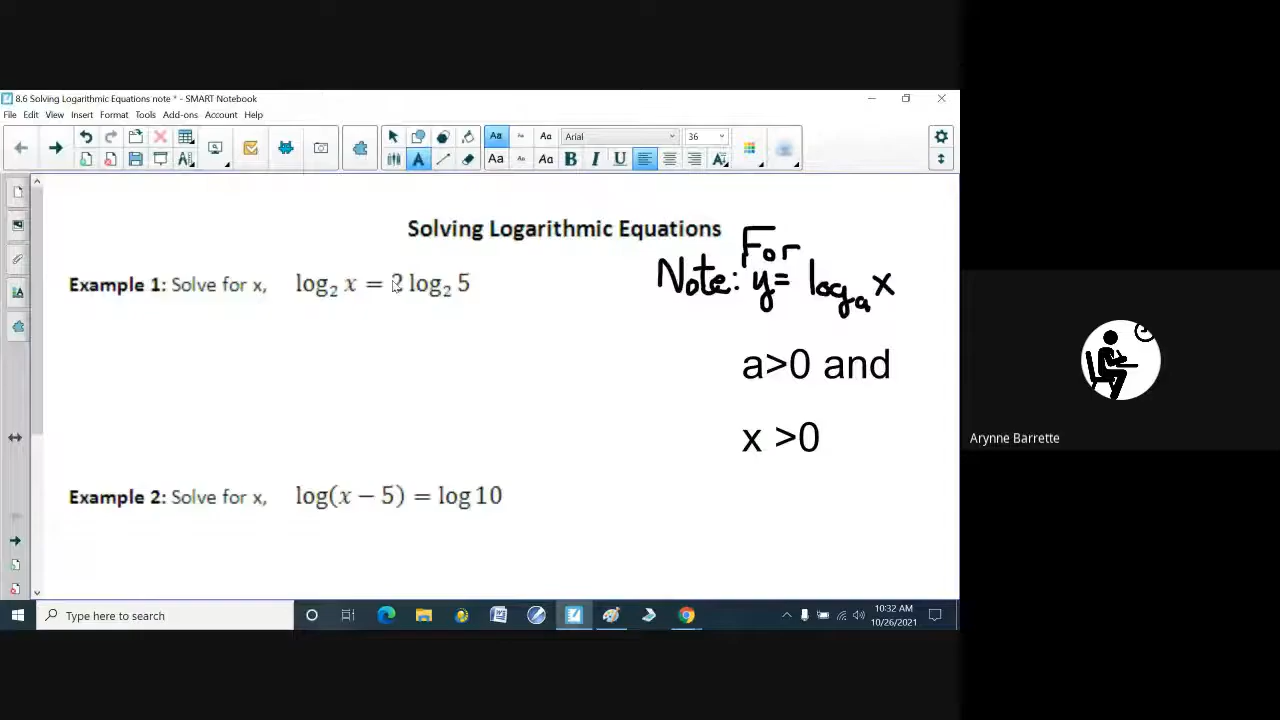 8.6 Solving Logarithmic Equations note * - SMART Notebook
File Edit View Insert Format Tools Add-ons Account Help
Arial 36
Solving Logarithmic Equations
For
Note: y= logₐ x
Example 1: Solve for x, log₂ x = log₂ 5
a>0 and
x >0
Example 2: Solve for x, log(x − 5) = log 10
Arynne Barrette
Type here to search
10:32 AM
10/26/2021